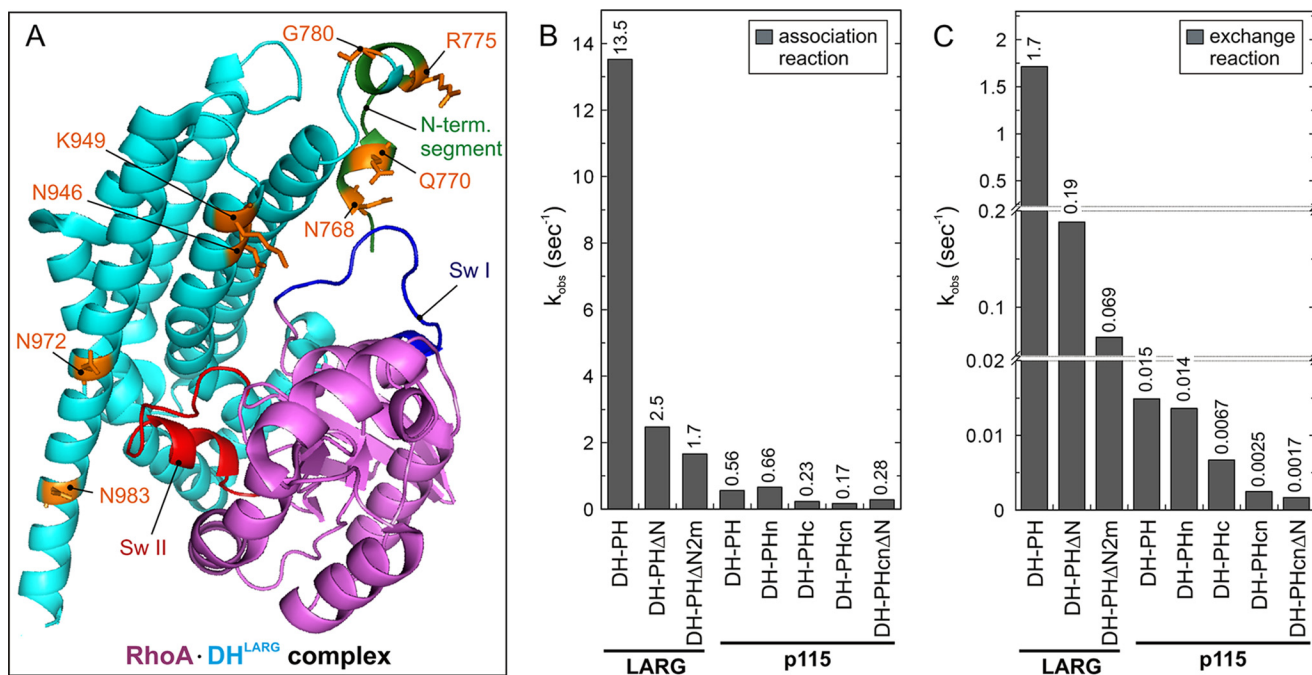 A
G780
R775
N-term.
segment
K949
N946
Q770
N768
Sw I
N972
N983
Sw II
RhoA · DH^LARG complex
B
association
reaction
k_obs (sec⁻¹)
14
12
10
8
6
4
2
0
13.5
2.5
1.7
0.56
0.66
0.23
0.17
0.28
DH-PH
DH-PHΔN
DH-PHΔN2m
DH-PH
DH-PHn
DH-PHc
DH-PHcn
DH-PHcnΔN
LARG
p115
C
exchange
reaction
k_obs (sec⁻¹)
2
1.5
1
0.5
0.2
0.10
0.02
0.01
0
1.7
0.19
0.069
0.015
0.014
0.0067
0.0025
0.0017
DH-PH
DH-PHΔN
DH-PHΔN2m
DH-PH
DH-PHn
DH-PHc
DH-PHcn
DH-PHcnΔN
LARG
p115